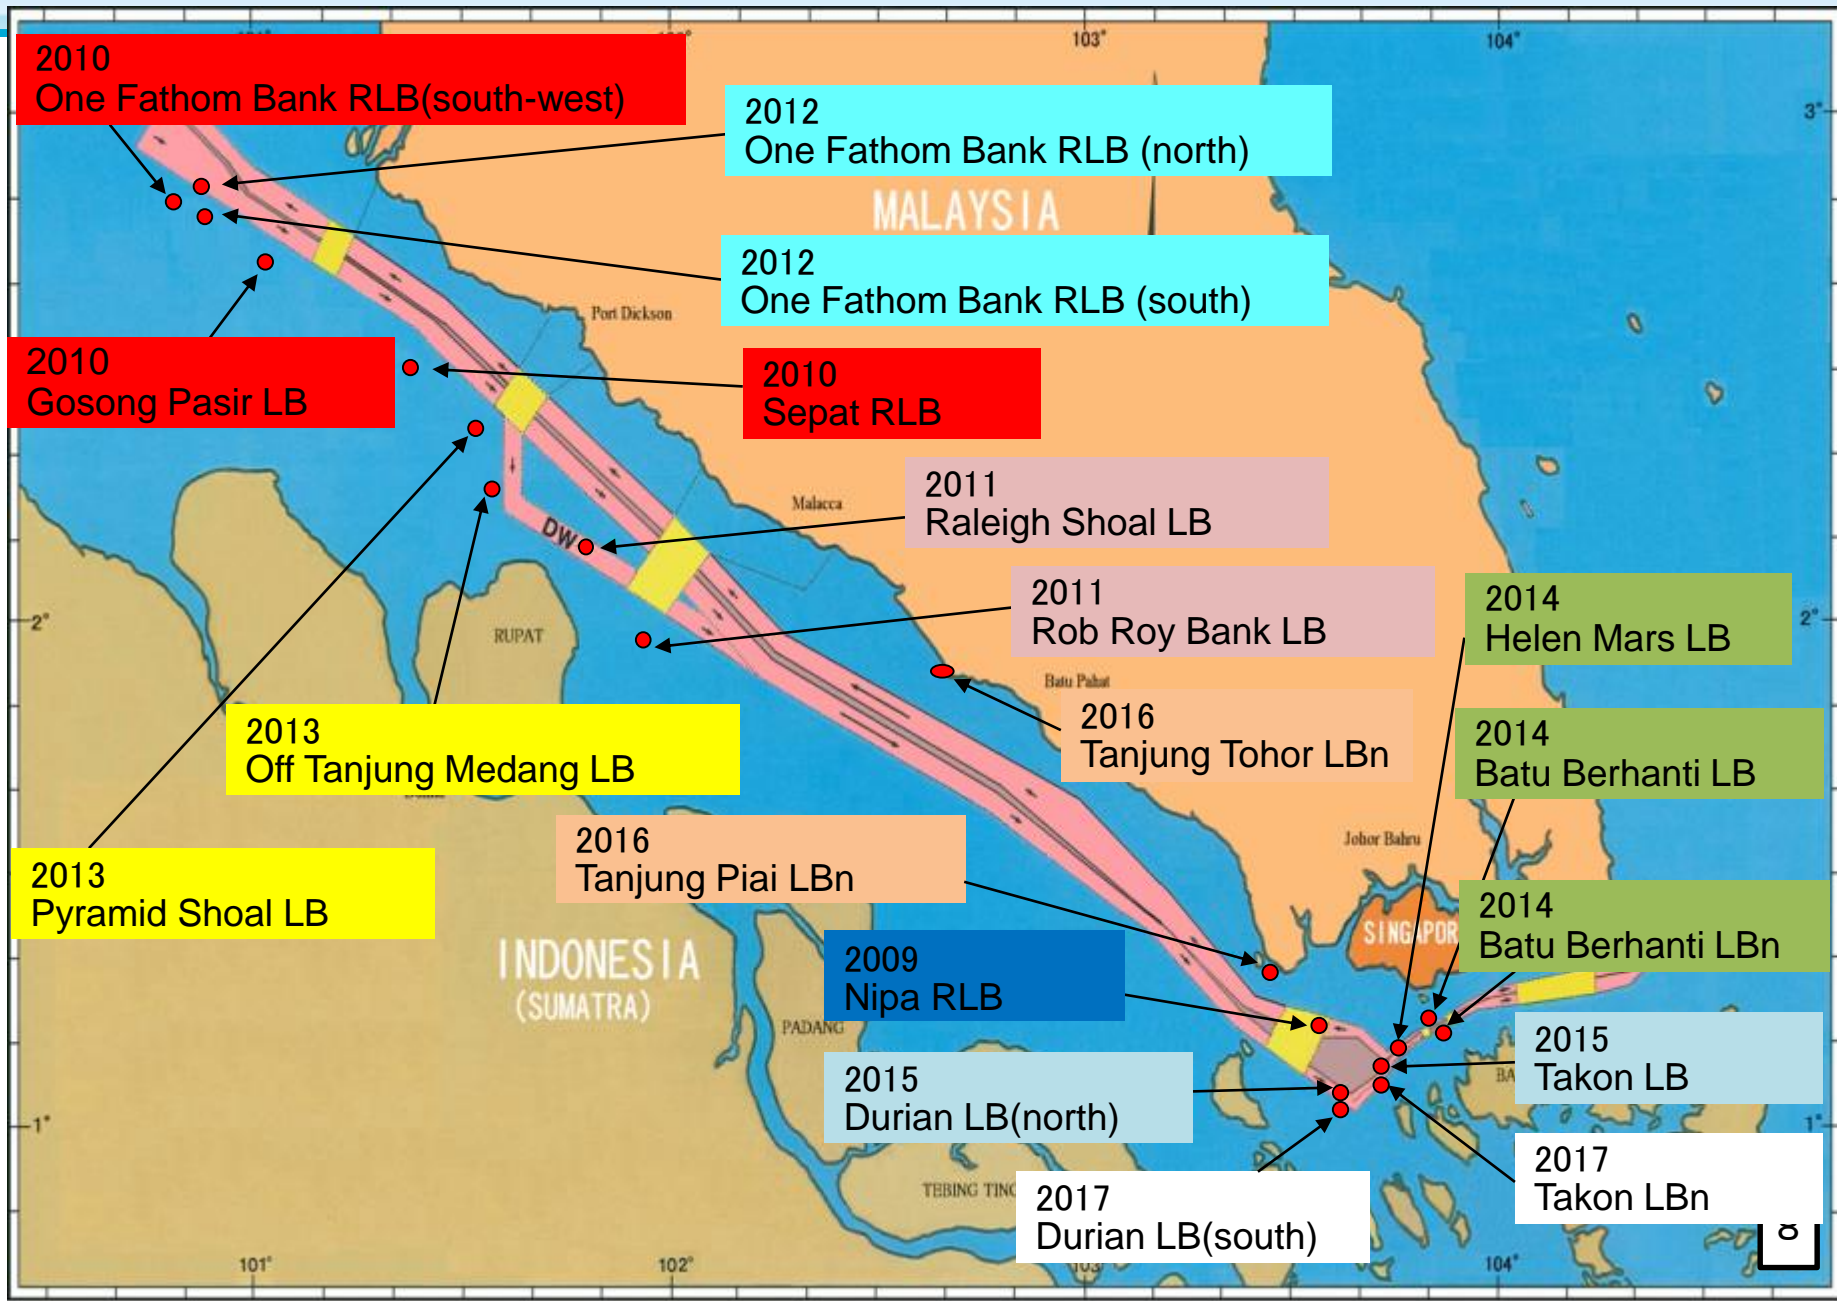 103°
104°
2010
One Fathom Bank RLB(south-west)
2012
One Fathom Bank RLB (north)
3°
MALAYSIA
2012
One Fathom Bank RLB (south)
Port Dickson
2010
Gosong Pasir LB
2010
Sepat RLB
2011
Raleigh Shoal LB
Malacca
DW
2011
Rob Roy Bank LB
2014
Helen Mars LB
2°
2°
RUPAT
Batu Pahat
2016
Tanjung Tohor LBn
2013
Off Tanjung Medang LB
2014
Batu Berhanti LB
2016
Tanjung Piai LBn
Johor Bahru
2013
Pyramid Shoal LB
2014
Batu Berhanti LBn
SINGAPOR
INDONESIA
(SUMATRA)
2009
Nipa RLB
PADANG
2015
Durian LB(north)
2015
Takon LB
BA
1°
1°
2017
Takon LBn
TEBING TING
2017
Durian LB(south)
8
101°
102°
103°
104°